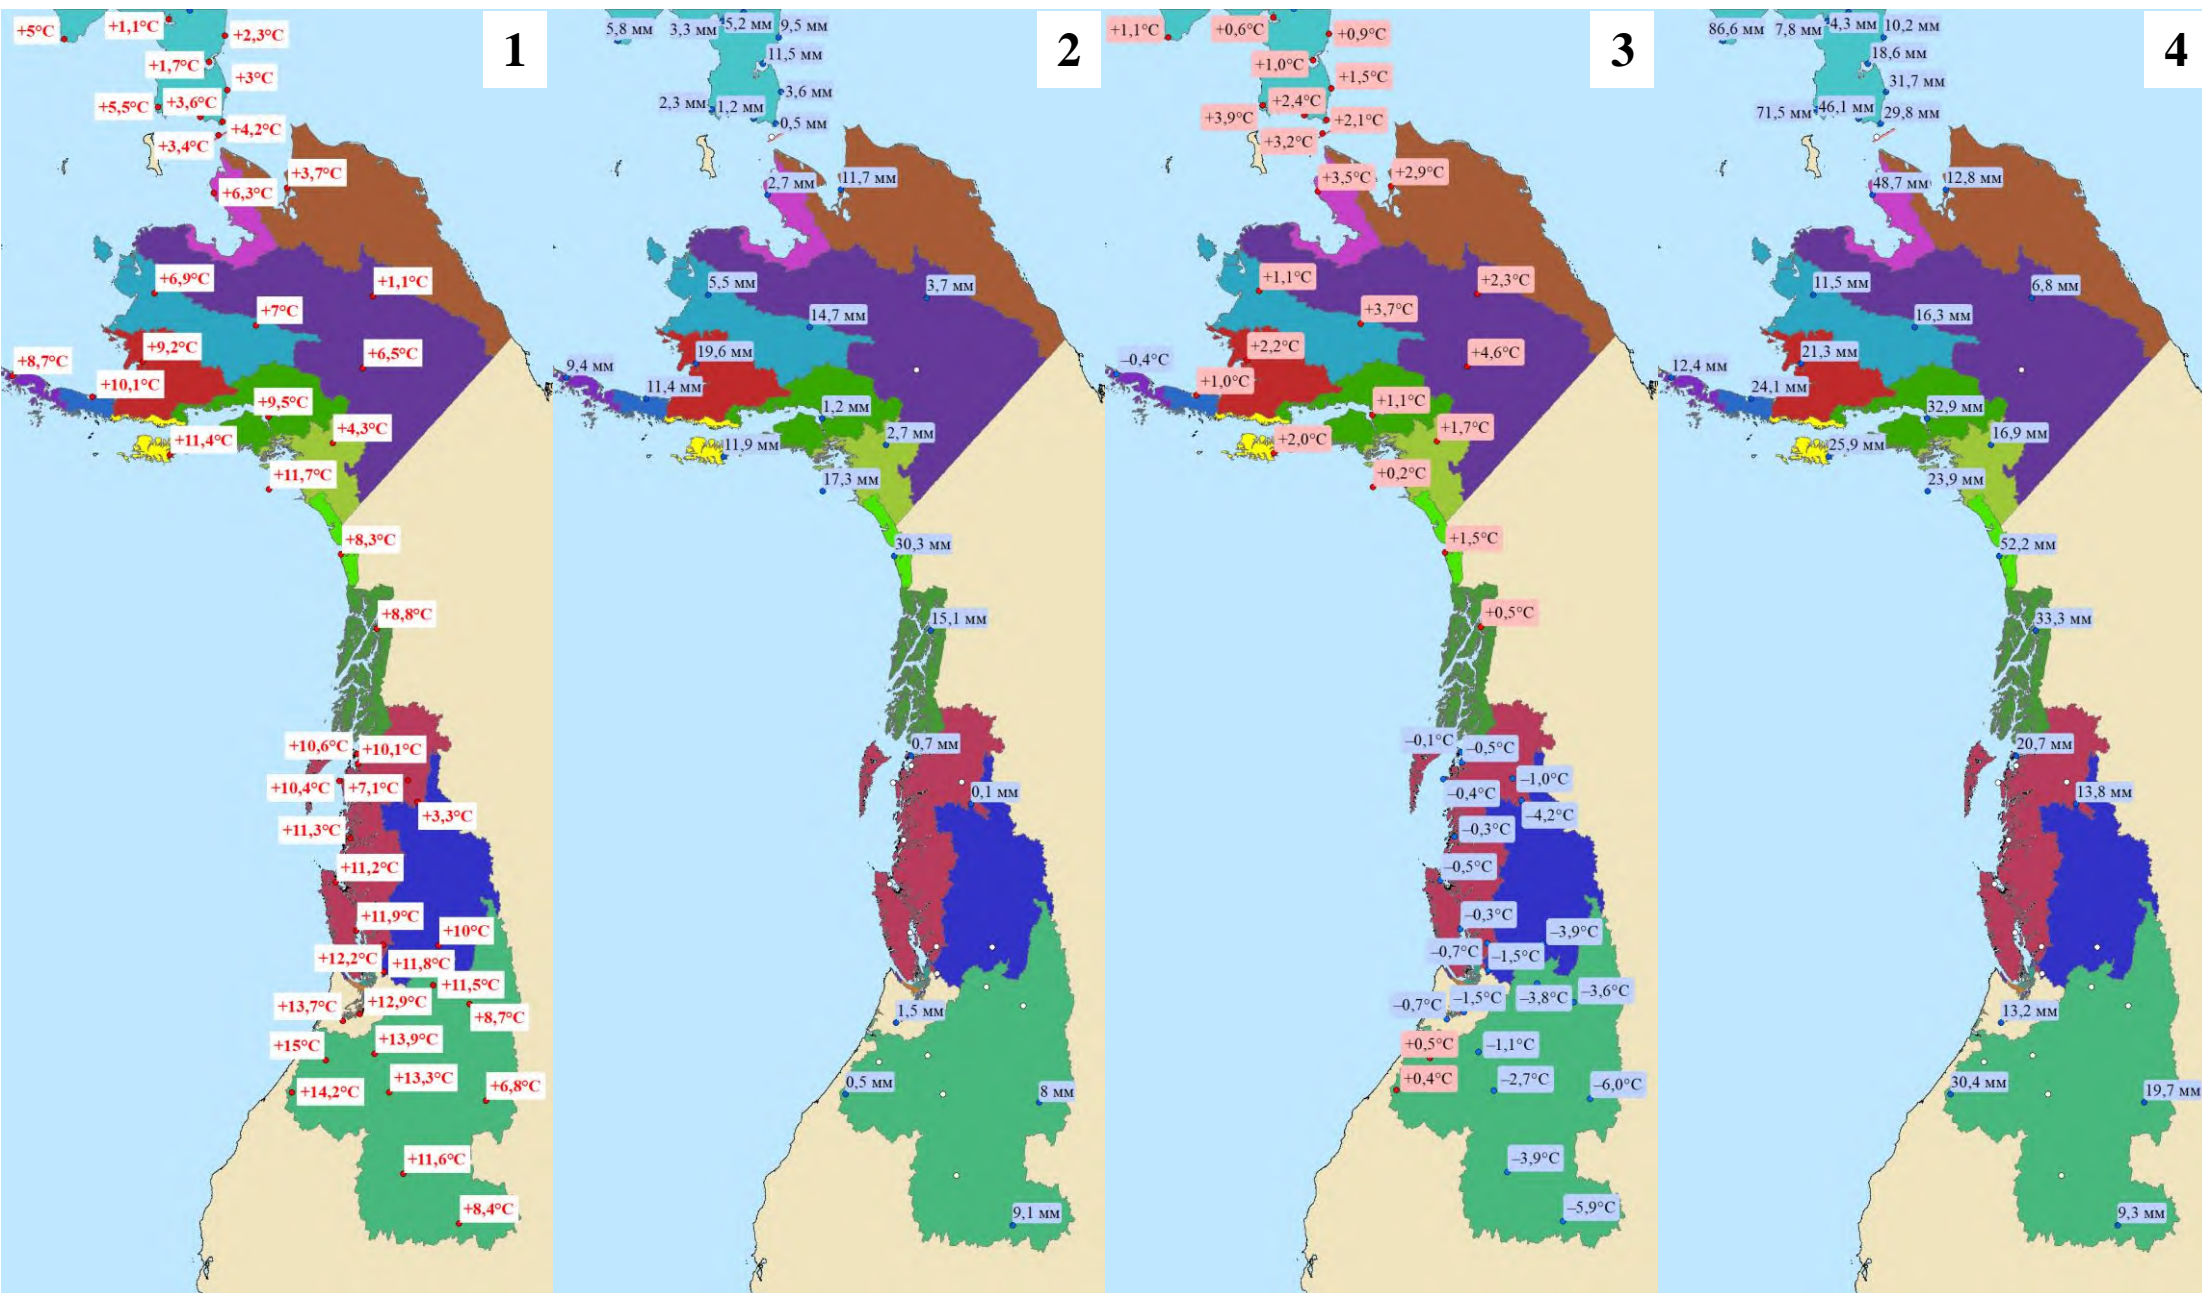 1
+5°C
+1,1°C
+2,3°C
+1,7°C
+3°C
+5,5°C
+3,6°C
+4,2°C
+3,4°C
+3,7°C
+6,3°C
+6,9°C
+1,1°C
+7°C
+9,2°C
+6,5°C
+8,7°C
+10,1°C
+9,5°C
+4,3°C
+11,4°C
+11,7°C
+8,3°C
+8,8°C
+10,6°C
+10,1°C
+10,4°C
+7,1°C
+3,3°C
+11,3°C
+11,2°C
+11,9°C
+10°C
+12,2°C
+11,8°C
+11,5°C
+13,7°C
+12,9°C
+8,7°C
+15°C
+13,9°C
+14,2°C
+13,3°C
+6,8°C
+11,6°C
+8,4°C
2
5,8 мм
3,3 мм
5,2 мм
9,5 мм
11,5 мм
3,6 мм
2,3 мм
1,2 мм
0,5 мм
2,7 мм
11,7 мм
5,5 мм
3,7 мм
14,7 мм
19,6 мм
9,4 мм
11,4 мм
1,2 мм
2,7 мм
11,9 мм
17,3 мм
30,3 мм
15,1 мм
0,7 мм
0,1 мм
1,5 мм
0,5 мм
8 мм
9,1 мм
3
+1,1°C
+0,6°C
+0,9°C
+1,0°C
+1,5°C
+3,9°C
+2,4°C
+2,1°C
+3,2°C
+3,5°C
+2,9°C
+1,1°C
+2,3°C
+3,7°C
+2,2°C
+4,6°C
–0,4°C
+1,0°C
+1,1°C
+1,7°C
+2,0°C
+0,2°C
+1,5°C
+0,5°C
–0,1°C
–0,5°C
–1,0°C
–0,4°C
–4,2°C
–0,3°C
–0,5°C
–0,3°C
–3,9°C
–0,7°C
–1,5°C
–0,7°C
–1,5°C
–3,8°C
–3,6°C
+0,5°C
–1,1°C
+0,4°C
–2,7°C
–6,0°C
–3,9°C
–5,9°C
4
86,6 мм
7,8 мм
4,3 мм
10,2 мм
18,6 мм
31,7 мм
71,5 мм
46,1 мм
29,8 мм
48,7 мм
12,8 мм
11,5 мм
6,8 мм
16,3 мм
21,3 мм
12,4 мм
24,1 мм
32,9 мм
16,9 мм
25,9 мм
23,9 мм
52,2 мм
33,3 мм
20,7 мм
13,8 мм
13,2 мм
30,4 мм
19,7 мм
9,3 мм